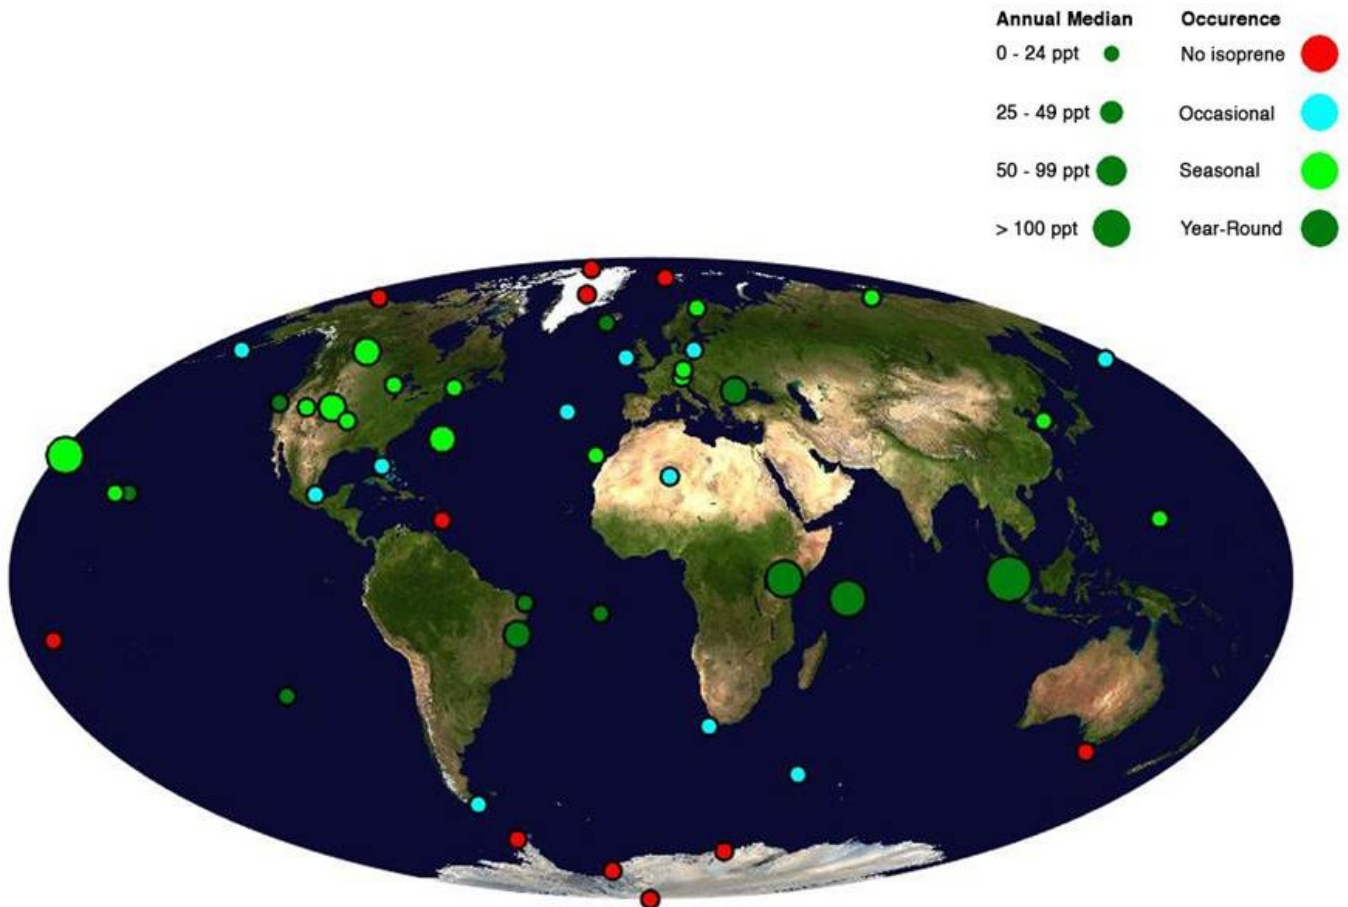 Annual Median Occurence
0 - 24 ppt No isoprene
25 - 49 ppt Occasional
50 - 99 ppt Seasonal
> 100 ppt Year-Round